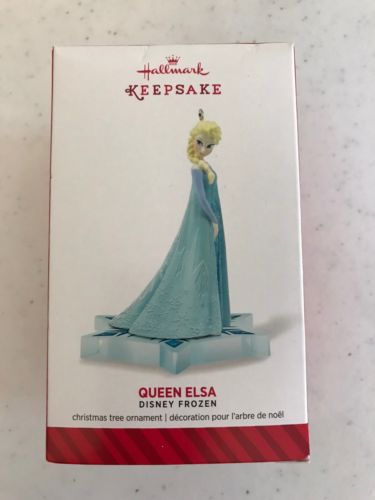 Hallmark
KEEPSAKE
QUEEN ELSA
DISNEY FROZEN
christmas tree ornament | décoration pour l'arbre de noël